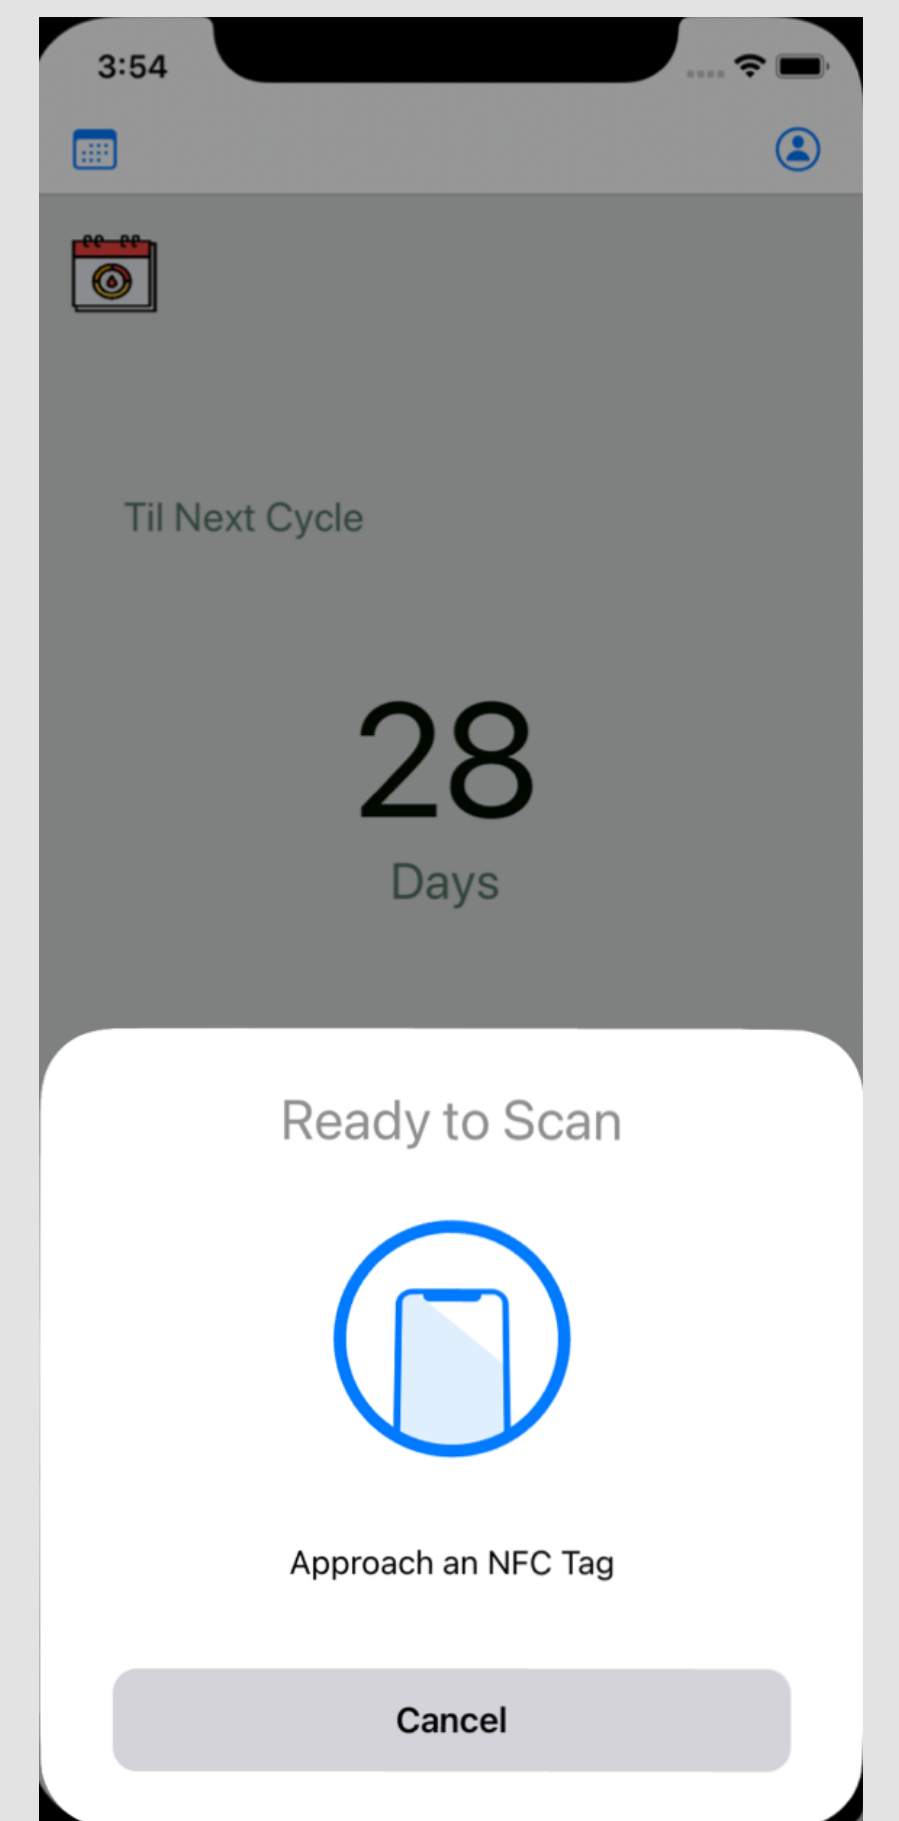 3:54
Til Next Cycle
28
Days
Ready to Scan
Approach an NFC Tag
Cancel